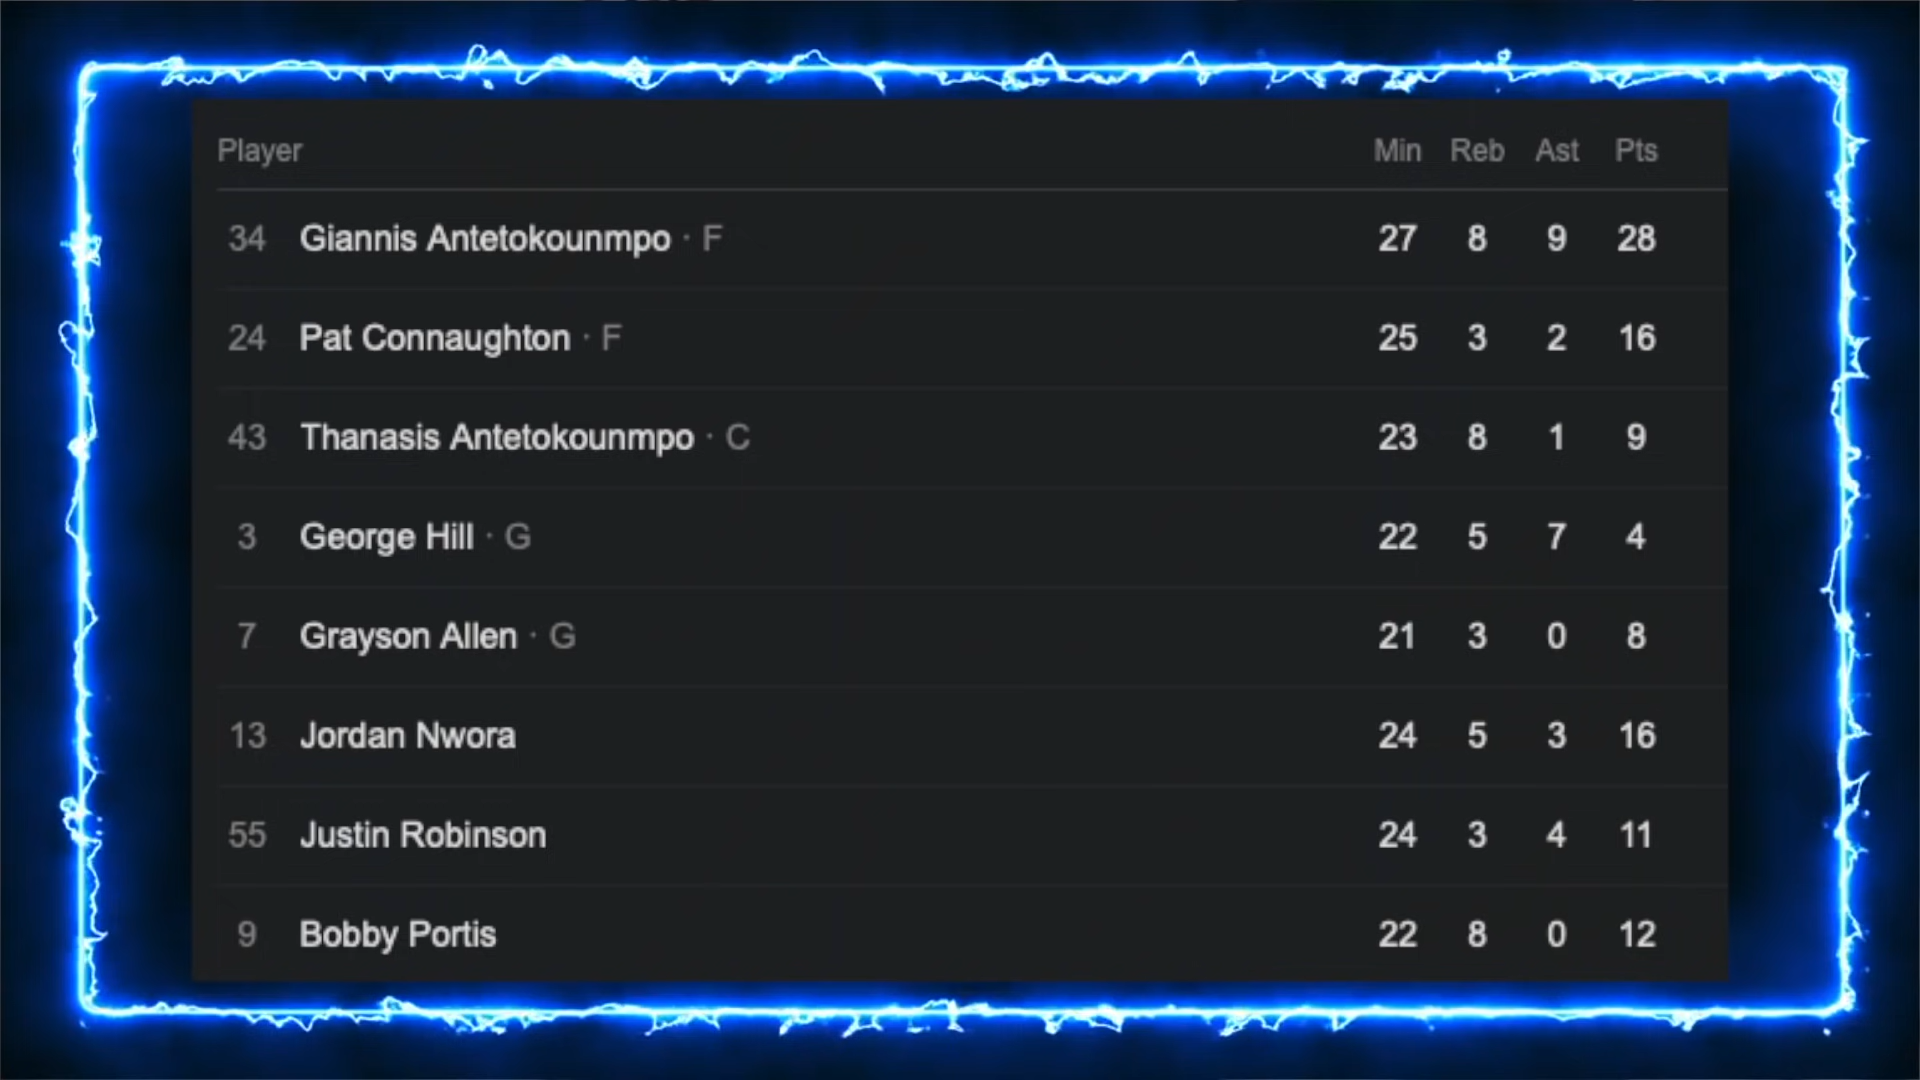 Player Min Reb Ast Pts
34 Giannis Antetokounmpo · F 27 8 9 28
24 Pat Connaughton · F 25 3 2 16
43 Thanasis Antetokounmpo · C 23 8 1 9
3 George Hill · G 22 5 7 4
7 Grayson Allen · G 21 3 0 8
13 Jordan Nwora 24 5 3 16
55 Justin Robinson 24 3 4 11
9 Bobby Portis 22 8 0 12